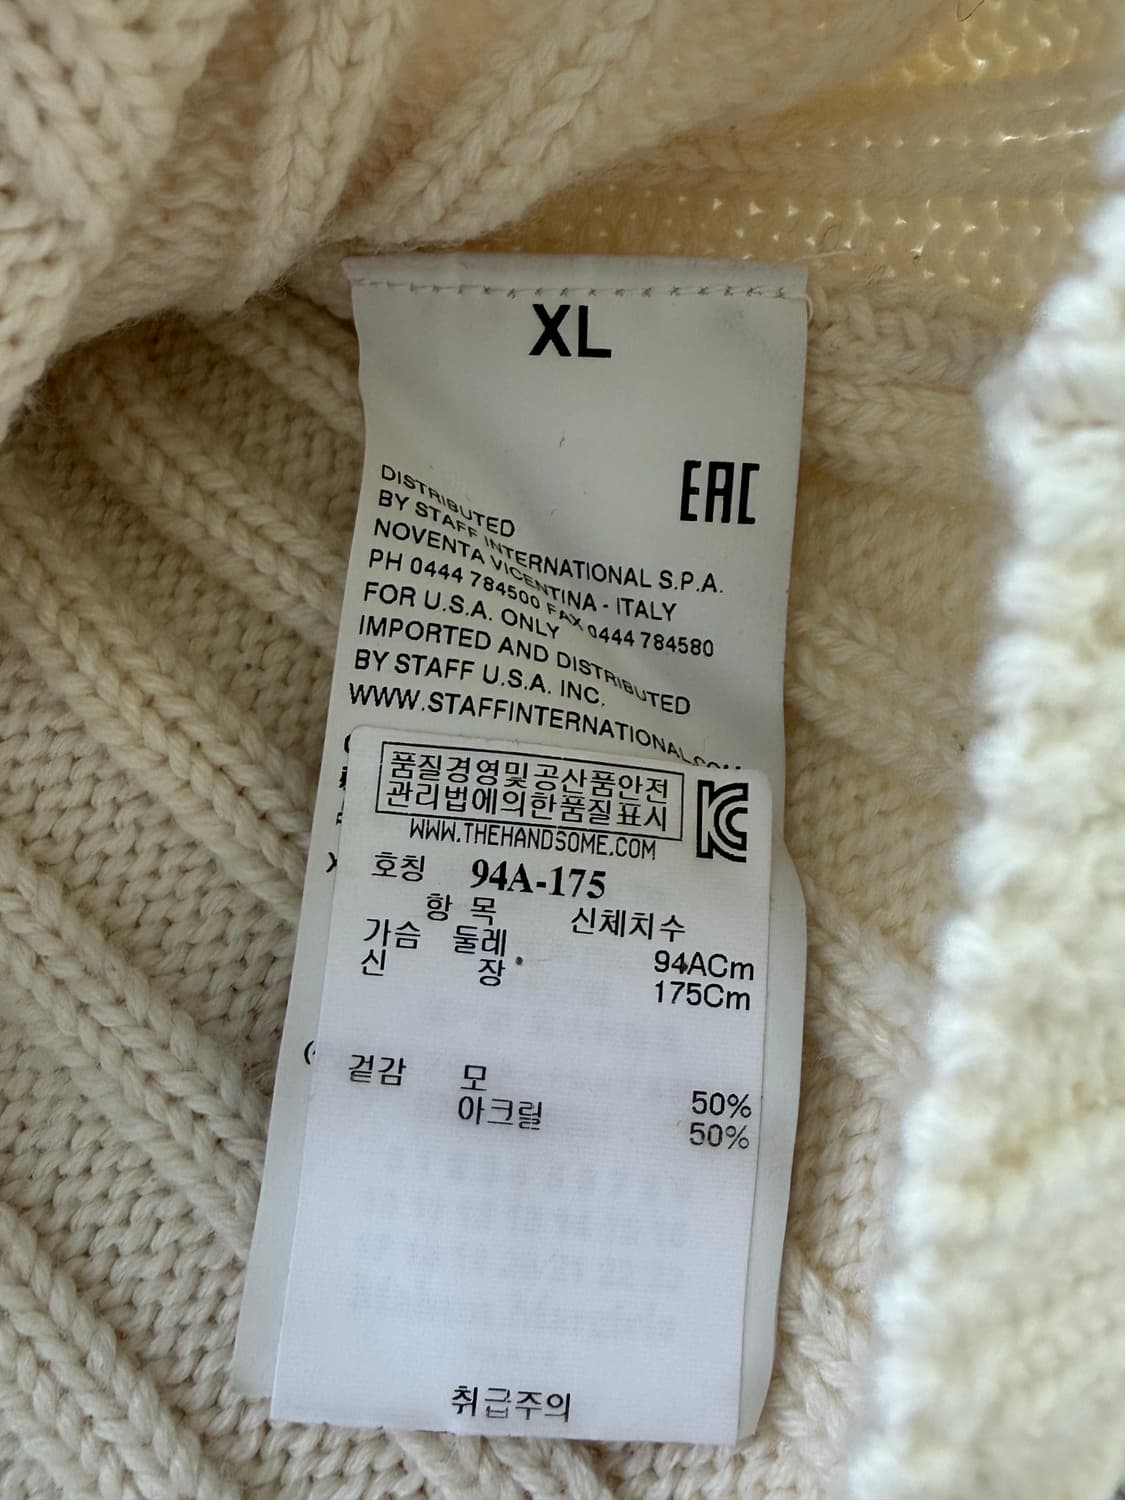 XL
EAC
DISTRIBUTED
BY STAFF INTERNATIONAL S.P.A.
NOVENTA VICENTINA - ITALY
PH 0444 784500 FAX 0444 784580
FOR U.S.A. ONLY
IMPORTED AND DISTRIBUTED
BY STAFF U.S.A. INC.
WWW.STAFFINTERNATIONAL.COM
품질경영및공산품안전
관리법에의한품질표시
KC
WWW.THEHANDSOME.COM
호칭 94A-175
항 목 신체치수
가슴 둘레 94ACm
신 장 175Cm
겉감 모 50%
아크릴 50%
취급주의